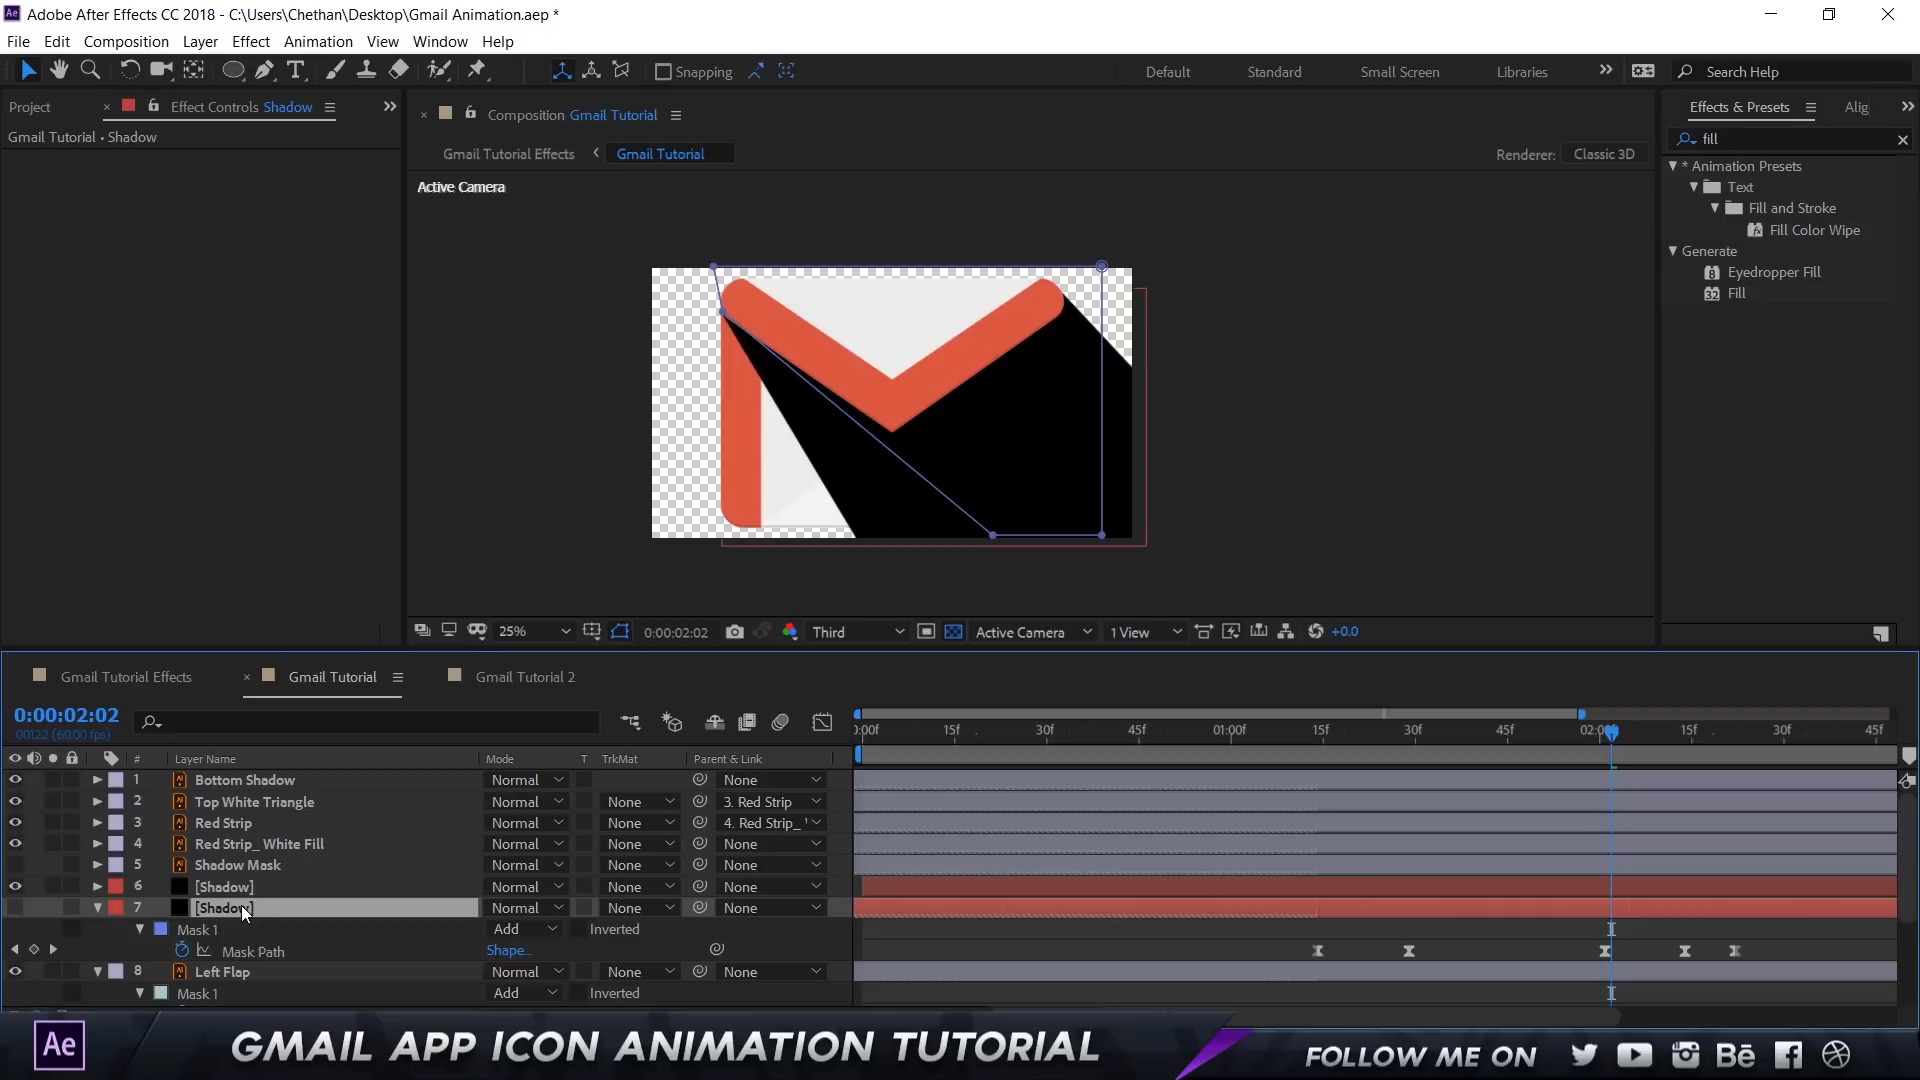 Adobe After Effects CC 2018 - C:\Users\Chethan\Desktop\Gmail Animation.aep *
File Edit Composition Layer Effect Animation View Window Help
Snapping Default Standard Small Screen Libraries Search Help
Project Effect Controls Shadow Composition Gmail Tutorial Effects & Presets Alig
Gmail Tutorial • Shadow
fill
Gmail Tutorial Effects Gmail Tutorial Renderer: Classic 3D
Active Camera
* Animation Presets
Text
Fill and Stroke
Fill Color Wipe
Generate
Eyedropper Fill
Fill
25% 0:00:02:02 Third Active Camera 1 View +0.0
Gmail Tutorial Effects Gmail Tutorial Gmail Tutorial 2
0:00:02:02
00122 (60.00 fps)
0:00f 15f 30f 45f 01:00f 15f 30f 45f 15f 30f 45f
# Layer Name Mode T TrkMat Parent & Link
1 Bottom Shadow Normal None
2 Top White Triangle Normal None 3. Red Strip
3 Red Strip Normal None 4. Red Strip_
4 Red Strip_ White Fill Normal None None
5 Shadow Mask Normal None None
6 [Shadow] Normal None None
7 [Shadow] Normal None None
Mask 1 Add Inverted
Mask Path Shape...
8 Left Flap Normal None None
Mask 1 Add Inverted
Ae GMAIL APP ICON ANIMATION TUTORIAL FOLLOW ME ON